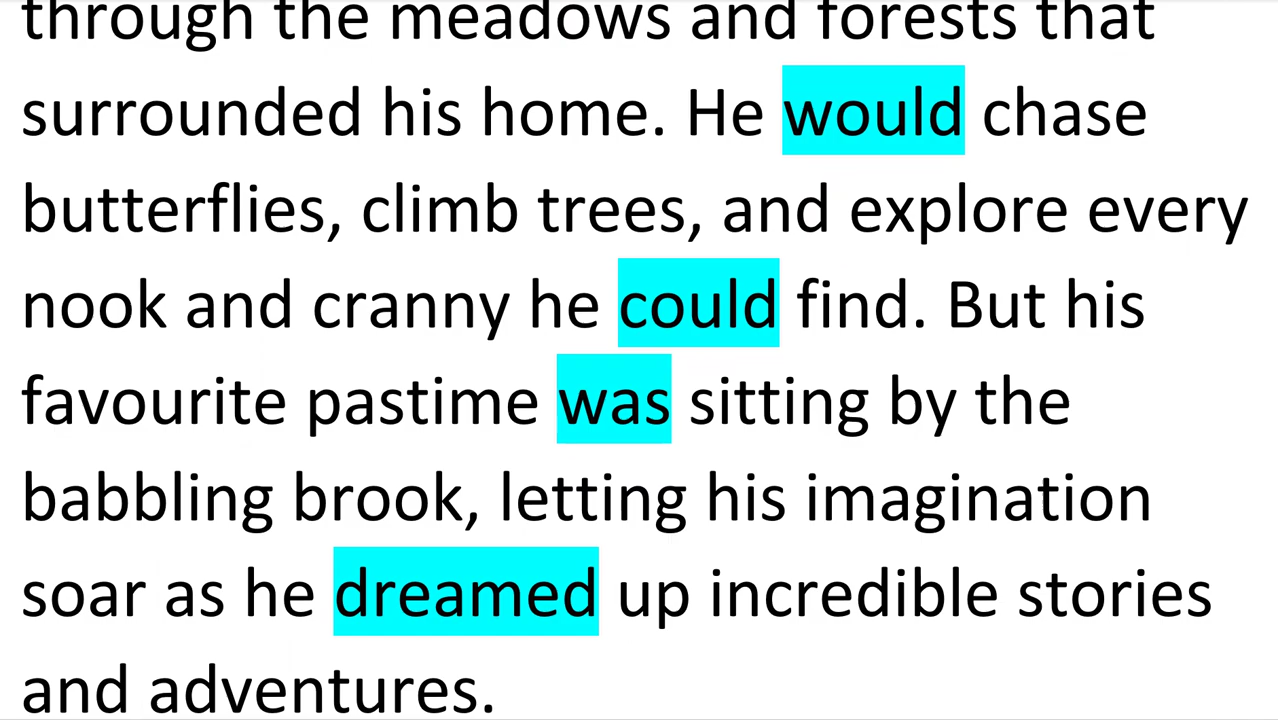 through the meadows and forests that
surrounded his home. He would chase
butterflies, climb trees, and explore every
nook and cranny he could find. But his
favourite pastime was sitting by the
babbling brook, letting his imagination
soar as he dreamed up incredible stories
and adventures.